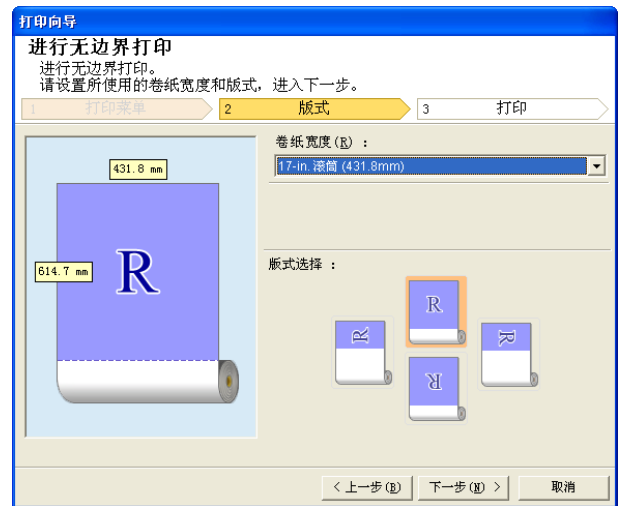 打印向导
进行无边界打印
进行无边界打印。
请设置所使用的卷纸宽度和版式，进入下一步。
1 打印菜单 2 版式 3 打印
卷纸宽度(R) ：
17-in. 滚筒 (431.8mm)
431.8 mm
614.7 mm
R
版式选择 ：
R
R
R
R
< 上一步(B) 下一步(N) > 取消